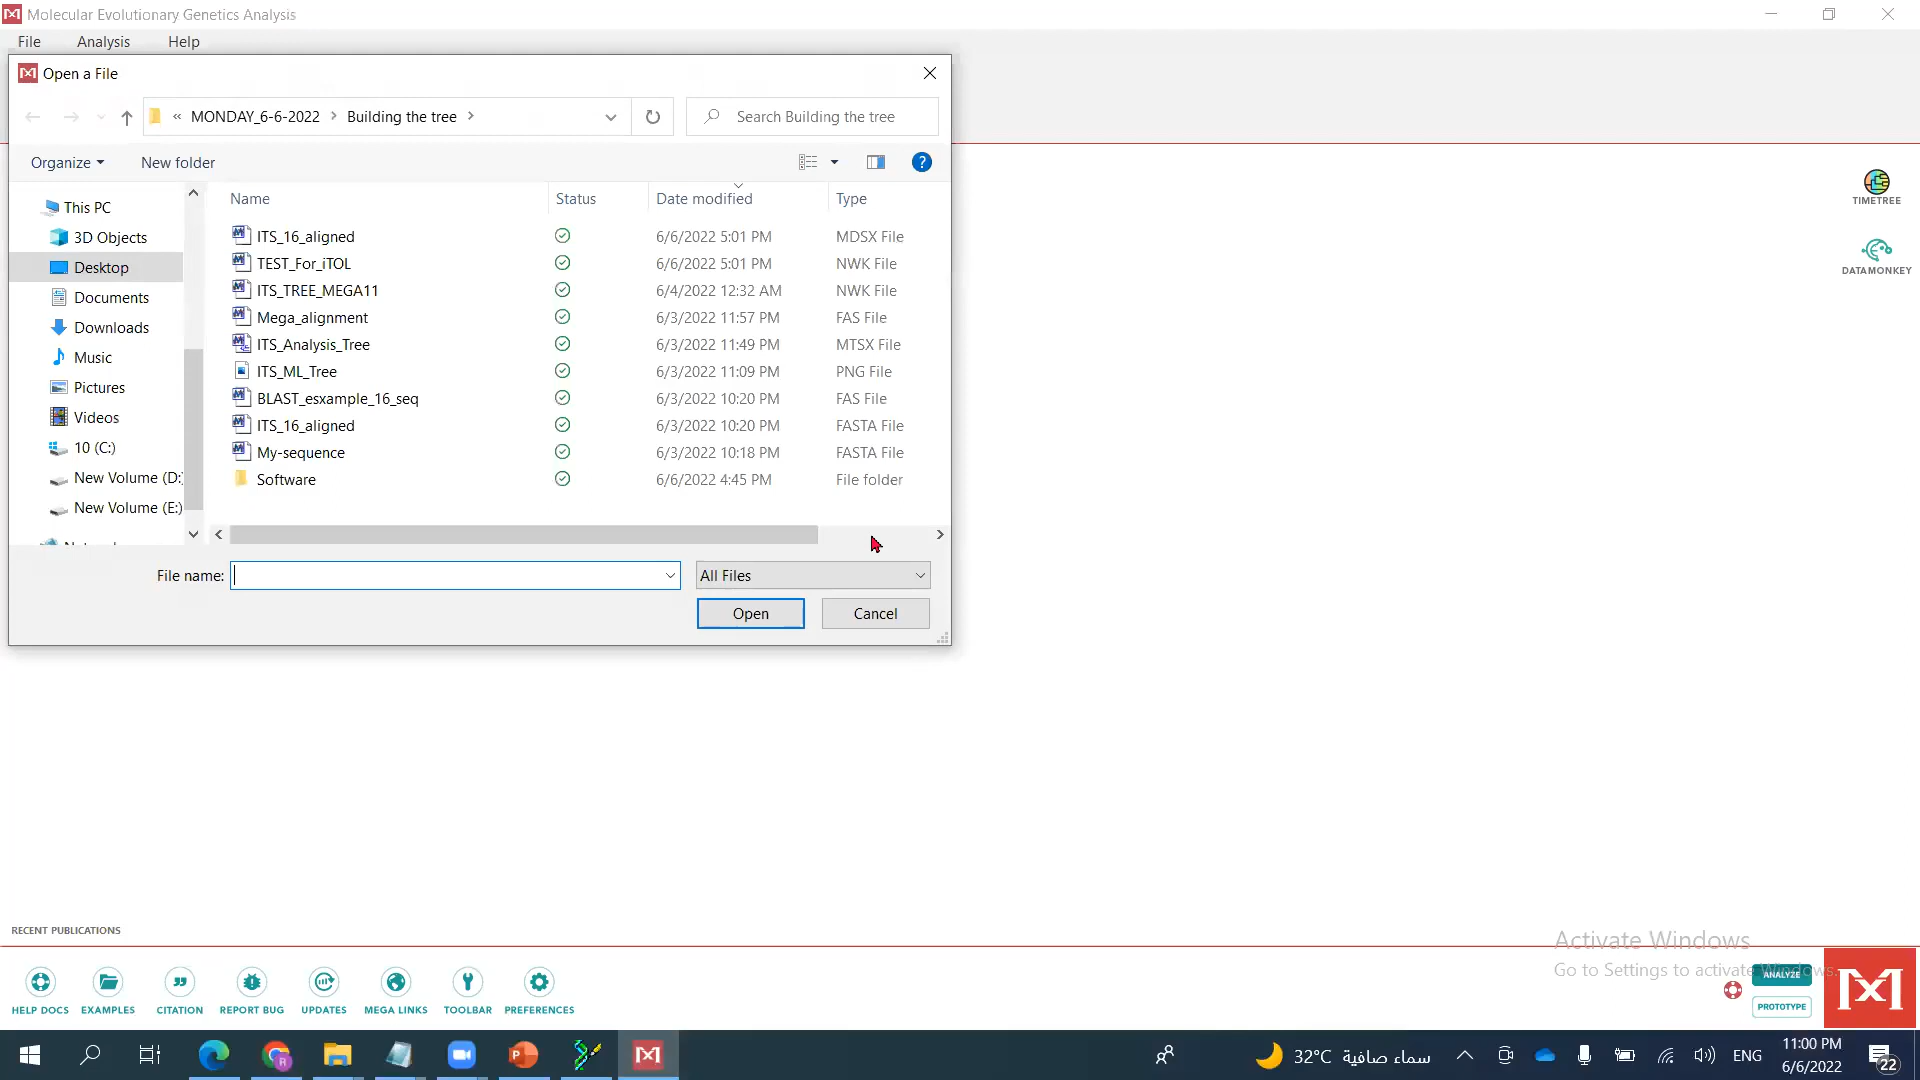 Molecular Evolutionary Genetics Analysis
File Analysis Help
Open a File
« MONDAY_6-6-2022 > Building the tree >
Search Building the tree
Organize New folder
Name Status Date modified Type
ITS_16_aligned 6/6/2022 5:01 PM MDSX File
TEST_For_iTOL 6/6/2022 5:01 PM NWK File
ITS_TREE_MEGA11 6/4/2022 12:32 AM NWK File
Mega_alignment 6/3/2022 11:57 PM FAS File
ITS_Analysis_Tree 6/3/2022 11:49 PM MTSX File
ITS_ML_Tree 6/3/2022 11:09 PM PNG File
BLAST_esxample_16_seq 6/3/2022 10:20 PM FAS File
ITS_16_aligned 6/3/2022 10:20 PM FASTA File
My-sequence 6/3/2022 10:18 PM FASTA File
Software 6/6/2022 4:45 PM File folder
This PC
3D Objects
Desktop
Documents
Downloads
Music
Pictures
Videos
10 (C:)
New Volume (D:)
New Volume (E:)
File name:
All Files
Open
Cancel
TIMETREE
DATAMONKEY
RECENT PUBLICATIONS
Activate Windows
Go to Settings to activate Windows.
HELP DOCS EXAMPLES CITATION REPORT BUG UPDATES MEGA LINKS TOOLBAR PREFERENCES
ANALYZE
PROTOTYPE
32°C سماء صافية
ENG
11:00 PM
6/6/2022
22